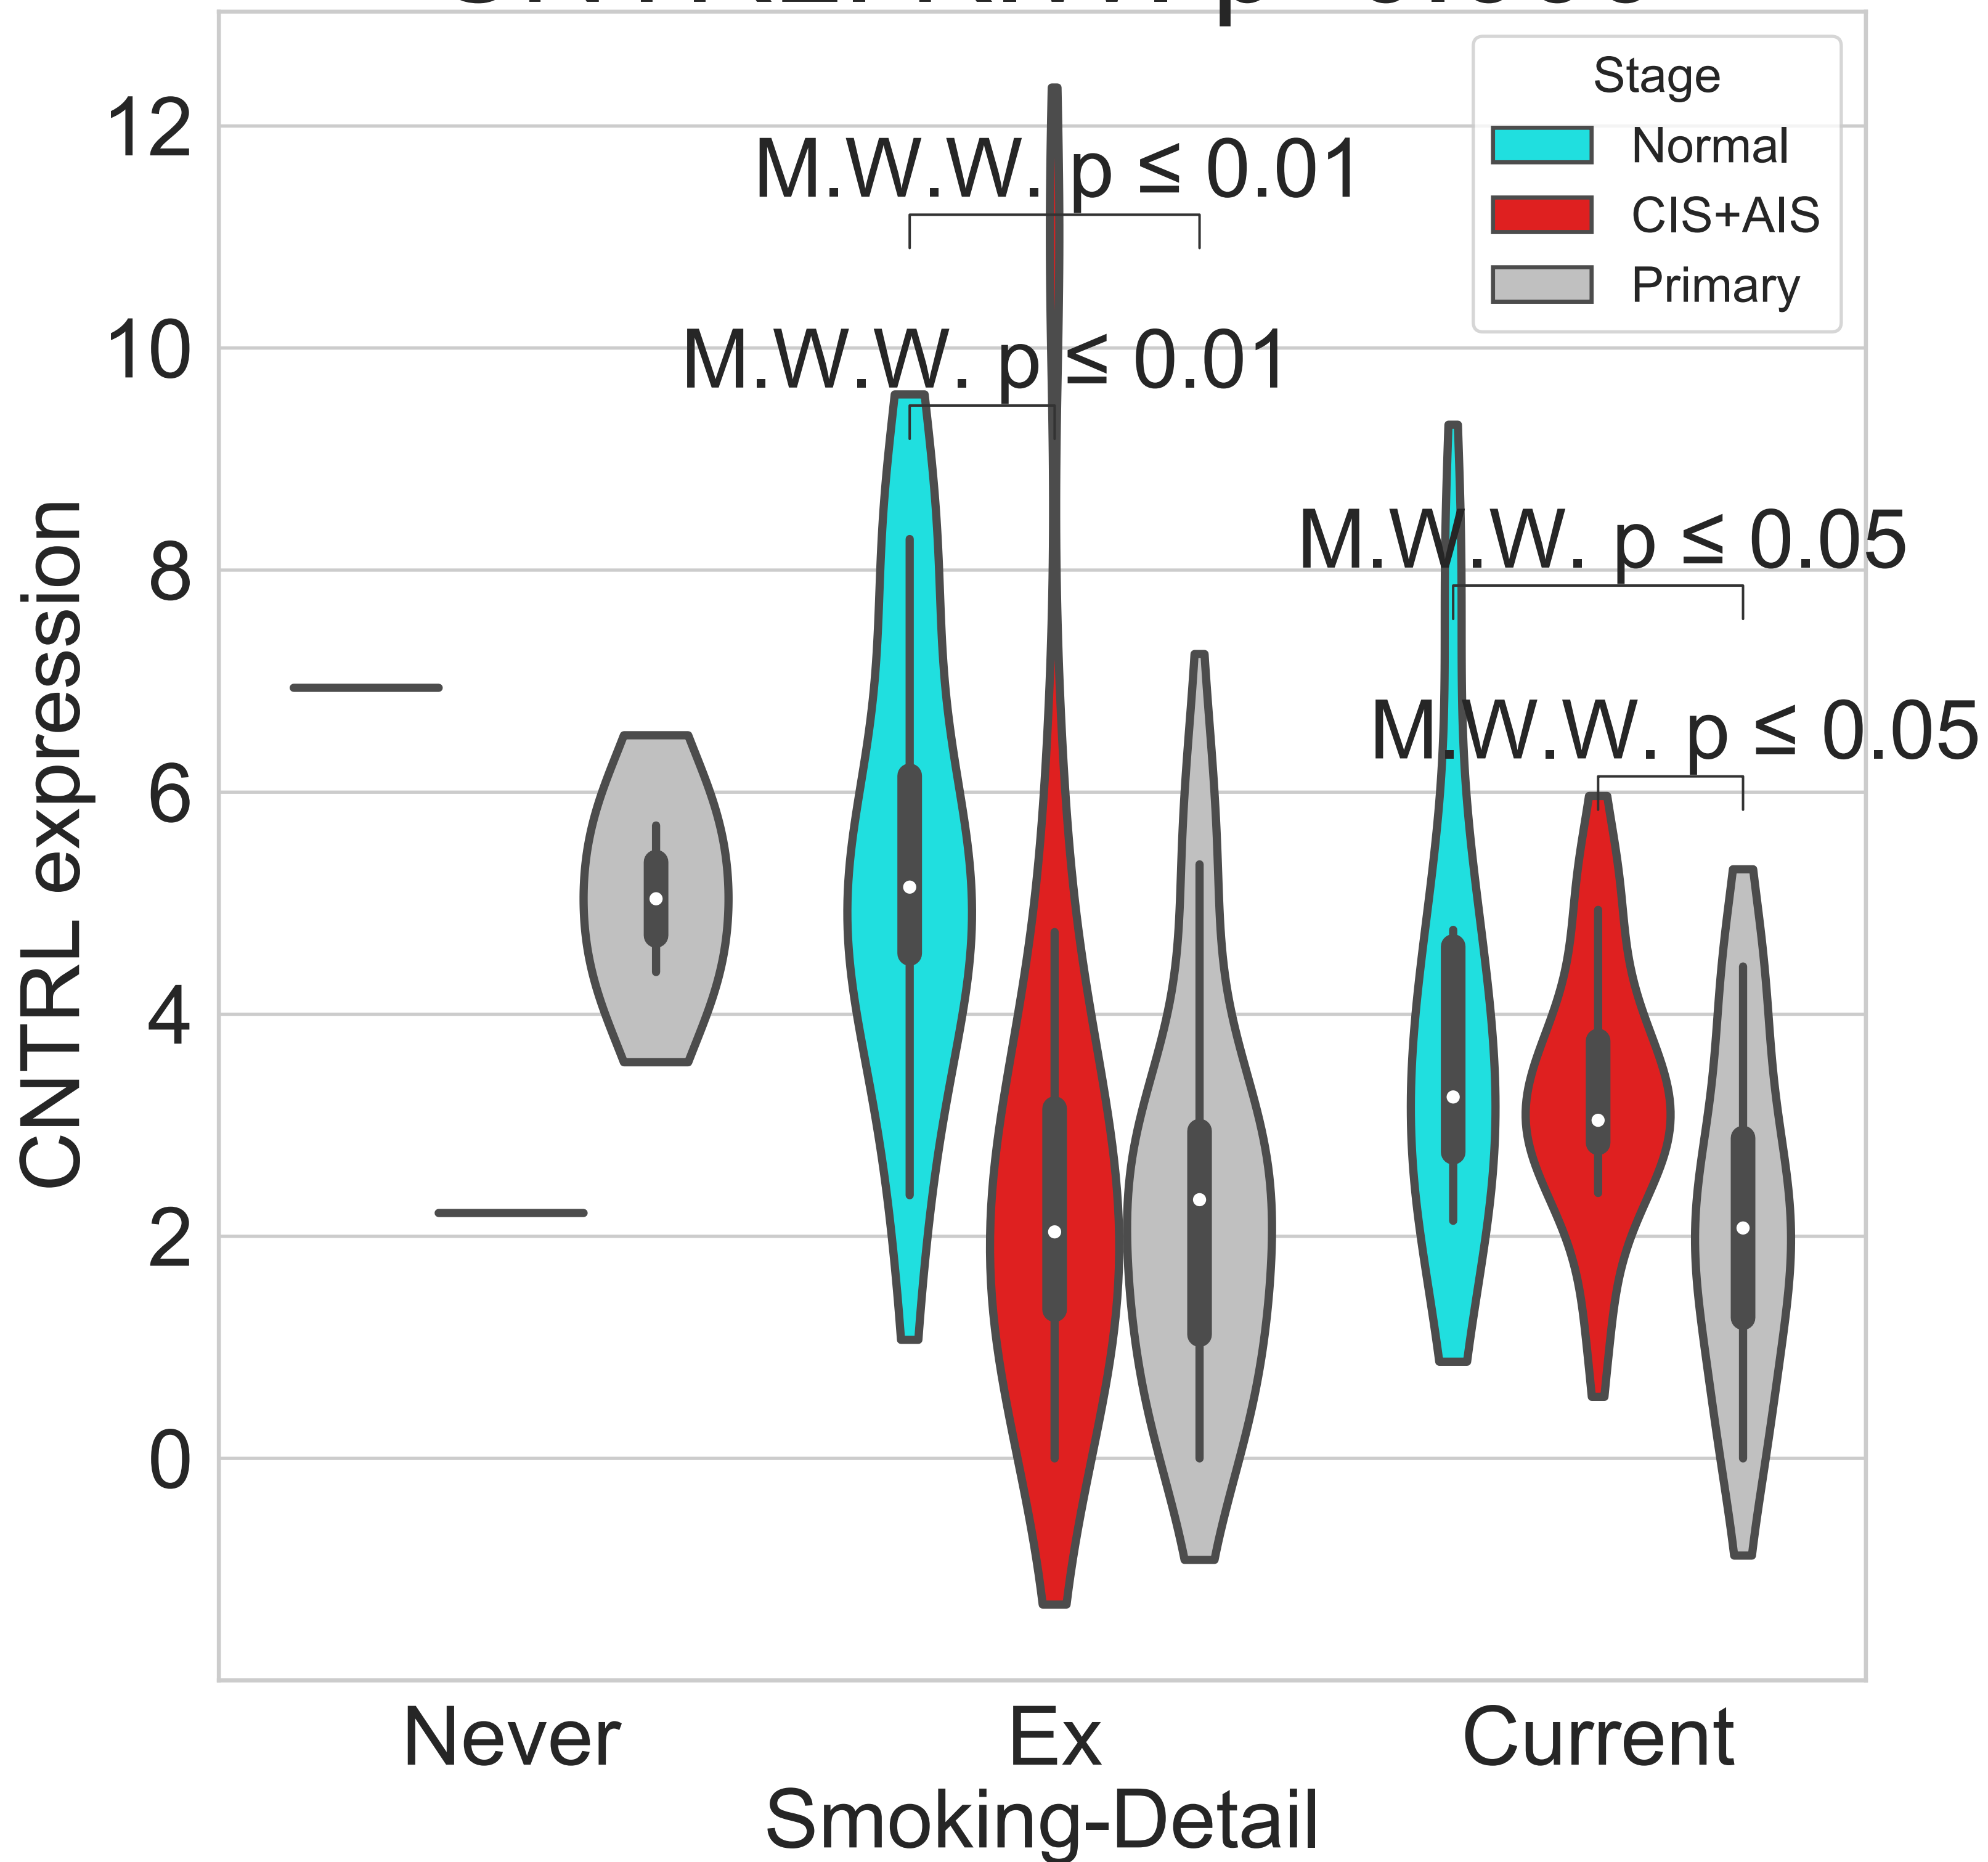 12
10
8
6
4
2
0
CNTRL expression
M.W.W. p ≤ 0.01
M.W.W. p ≤ 0.01
M.W.W. p ≤ 0.05
M.W.W. p ≤ 0.05
Stage
Normal
CIS+AIS
Primary
Never
Ex
Current
Smoking-Detail